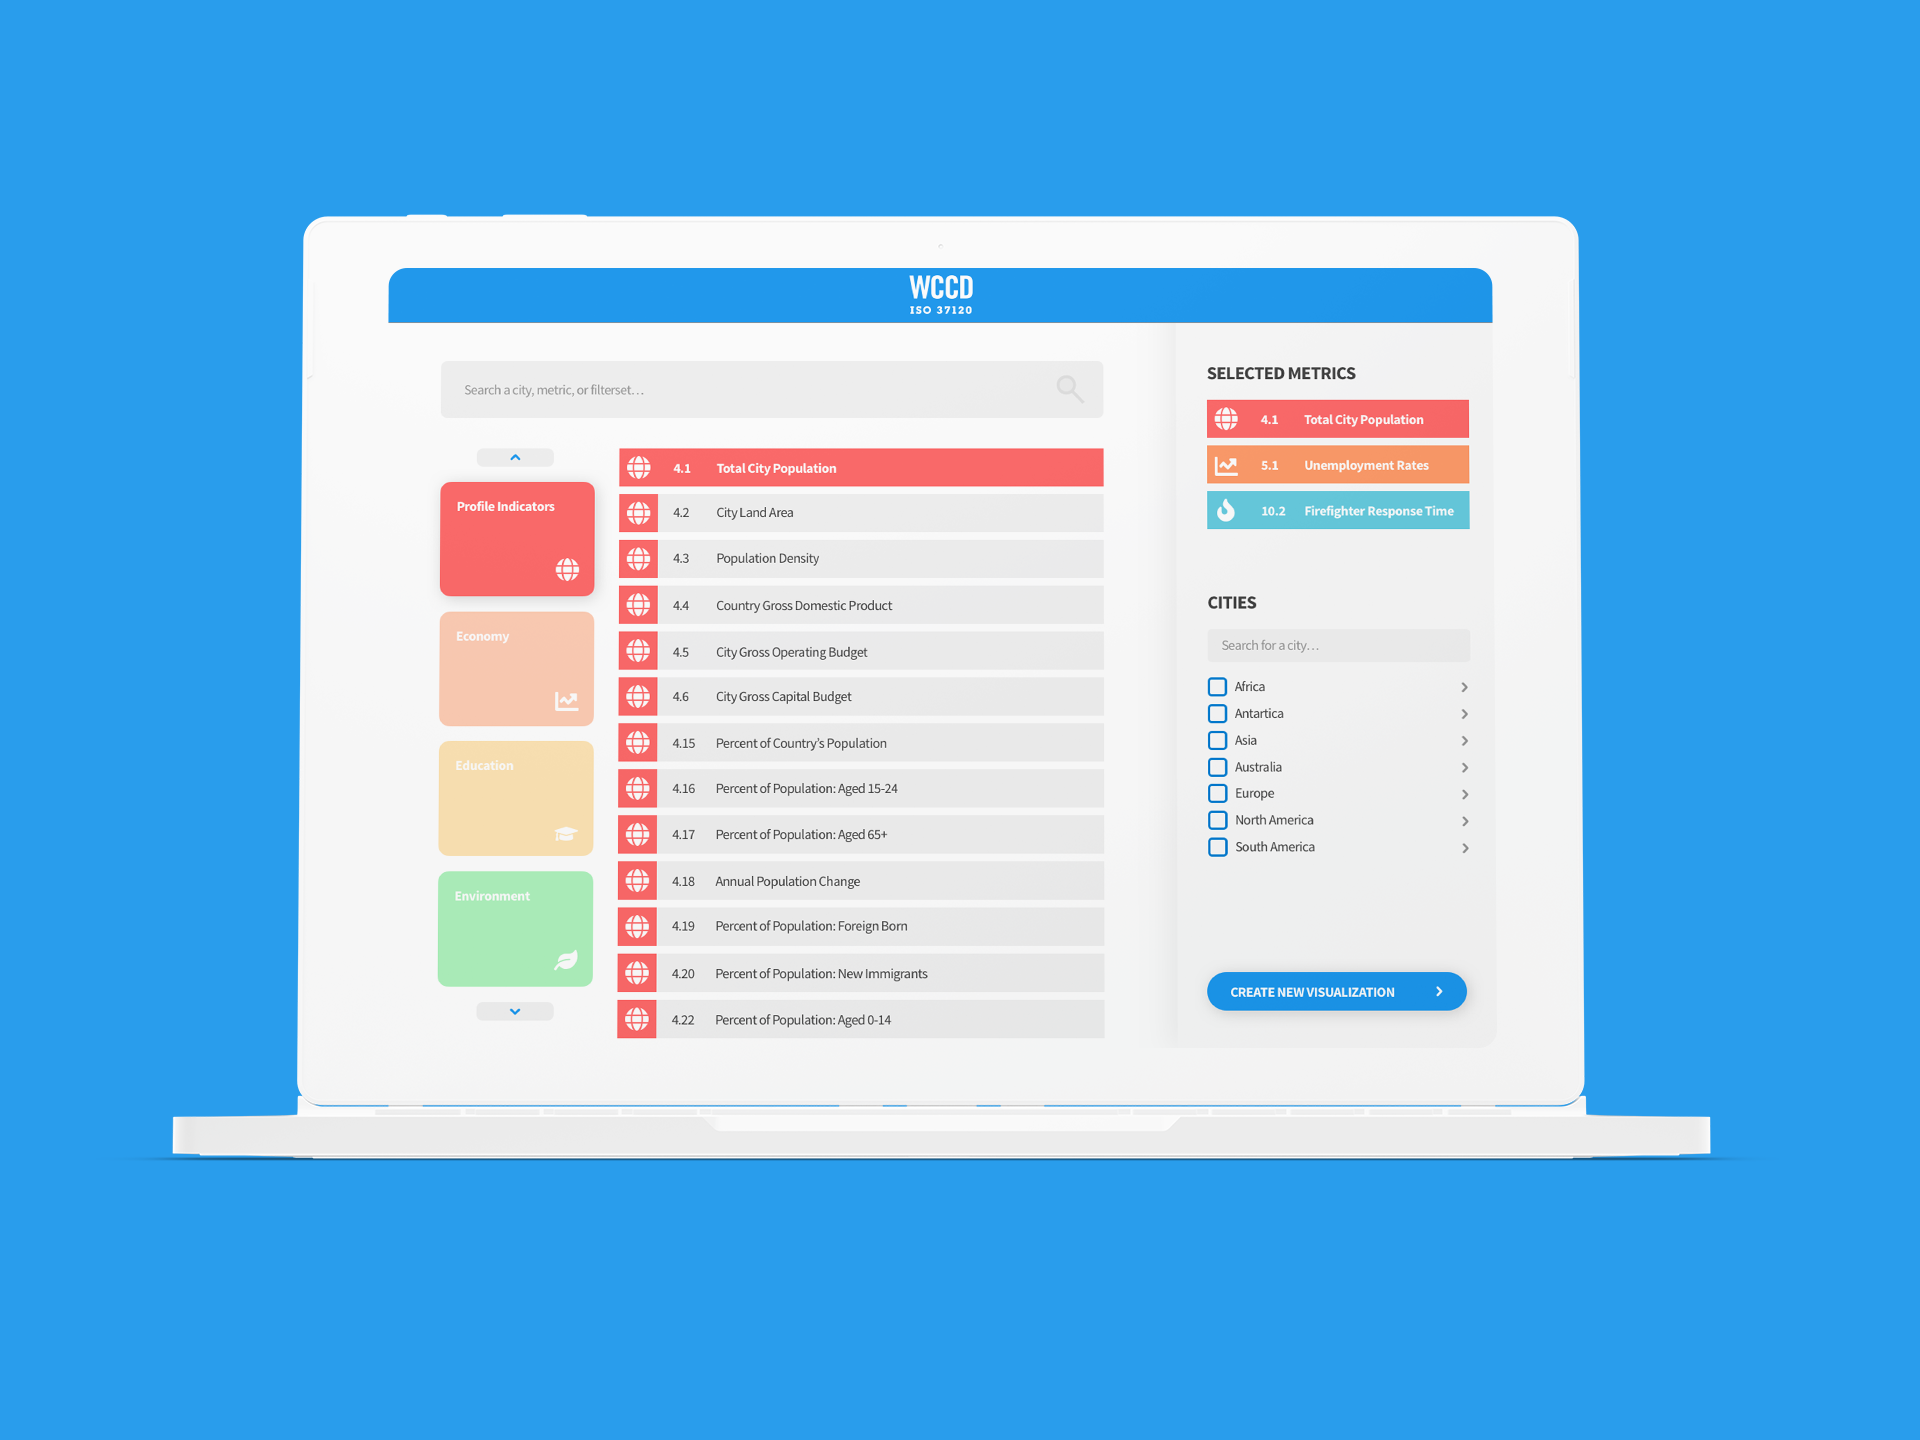 WCCD
ISO 37120
Search a city, metric, or filterset…
Profile Indicators
Economy
Education
Environment
4.1 Total City Population
4.2 City Land Area
4.3 Population Density
4.4 Country Gross Domestic Product
4.5 City Gross Operating Budget
4.6 City Gross Capital Budget
4.15 Percent of Country’s Population
4.16 Percent of Population: Aged 15-24
4.17 Percent of Population: Aged 65+
4.18 Annual Population Change
4.19 Percent of Population: Foreign Born
4.20 Percent of Population: New Immigrants
4.22 Percent of Population: Aged 0-14
SELECTED METRICS
4.1 Total City Population
5.1 Unemployment Rates
10.2 Firefighter Response Time
CITIES
Search for a city…
Africa
Antartica
Asia
Australia
Europe
North America
South America
CREATE NEW VISUALIZATION